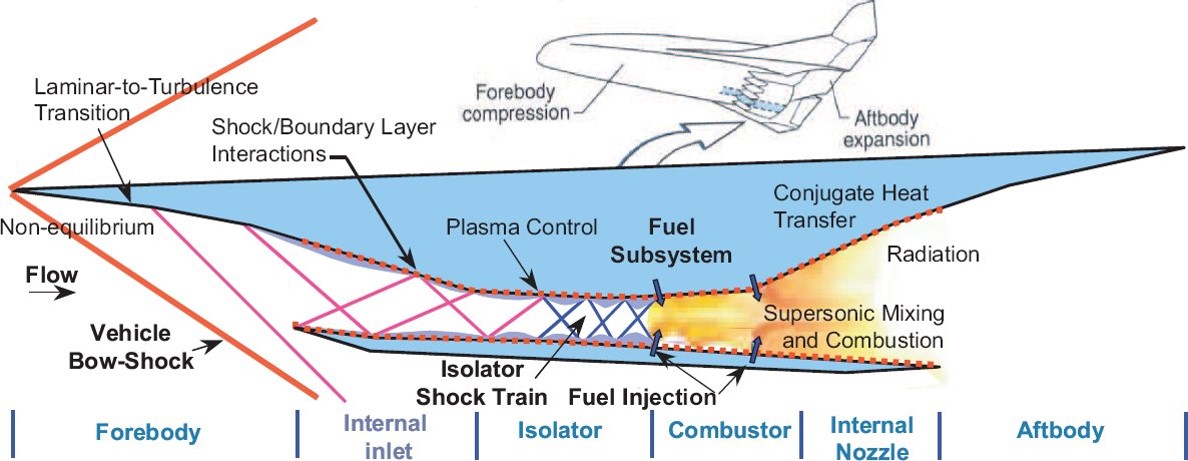 Laminar-to-Turbulence
Transition
Shock/Boundary Layer
Interactions
Forebody
compression
Aftbody
expansion
Non-equilibrium
Flow
Vehicle
Bow-Shock
Plasma Control
Fuel
Subsystem
Conjugate Heat
Transfer
Radiation
Supersonic Mixing
and Combustion
Isolator
Shock Train
Fuel Injection
Forebody
Internal
inlet
Isolator
Combustor
Internal
Nozzle
Aftbody